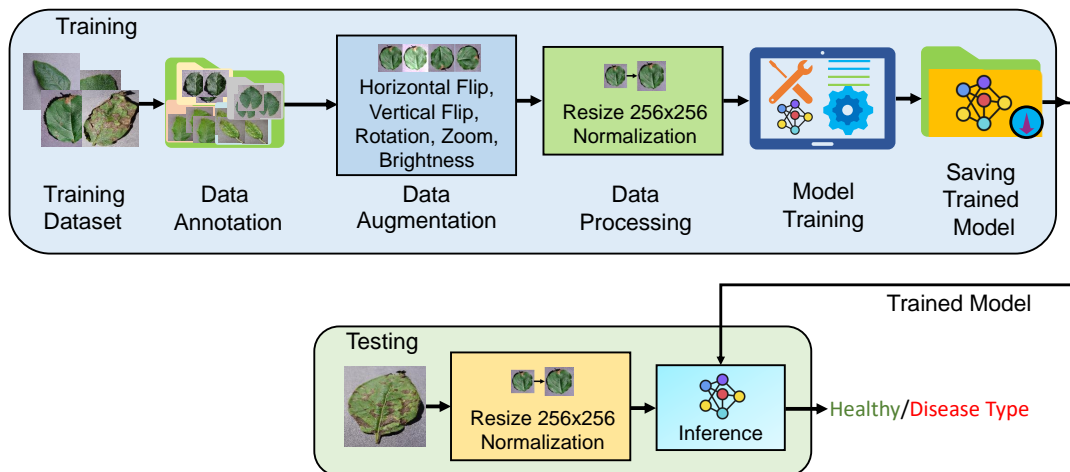 Training
Horizontal Flip,
Vertical Flip,
Rotation, Zoom,
Brightness
Resize 256x256
Normalization
Training
Dataset
Data
Annotation
Data
Augmentation
Data
Processing
Model
Training
Saving
Trained
Model
Trained Model
Testing
Resize 256x256
Normalization
Inference
Healthy/Disease Type